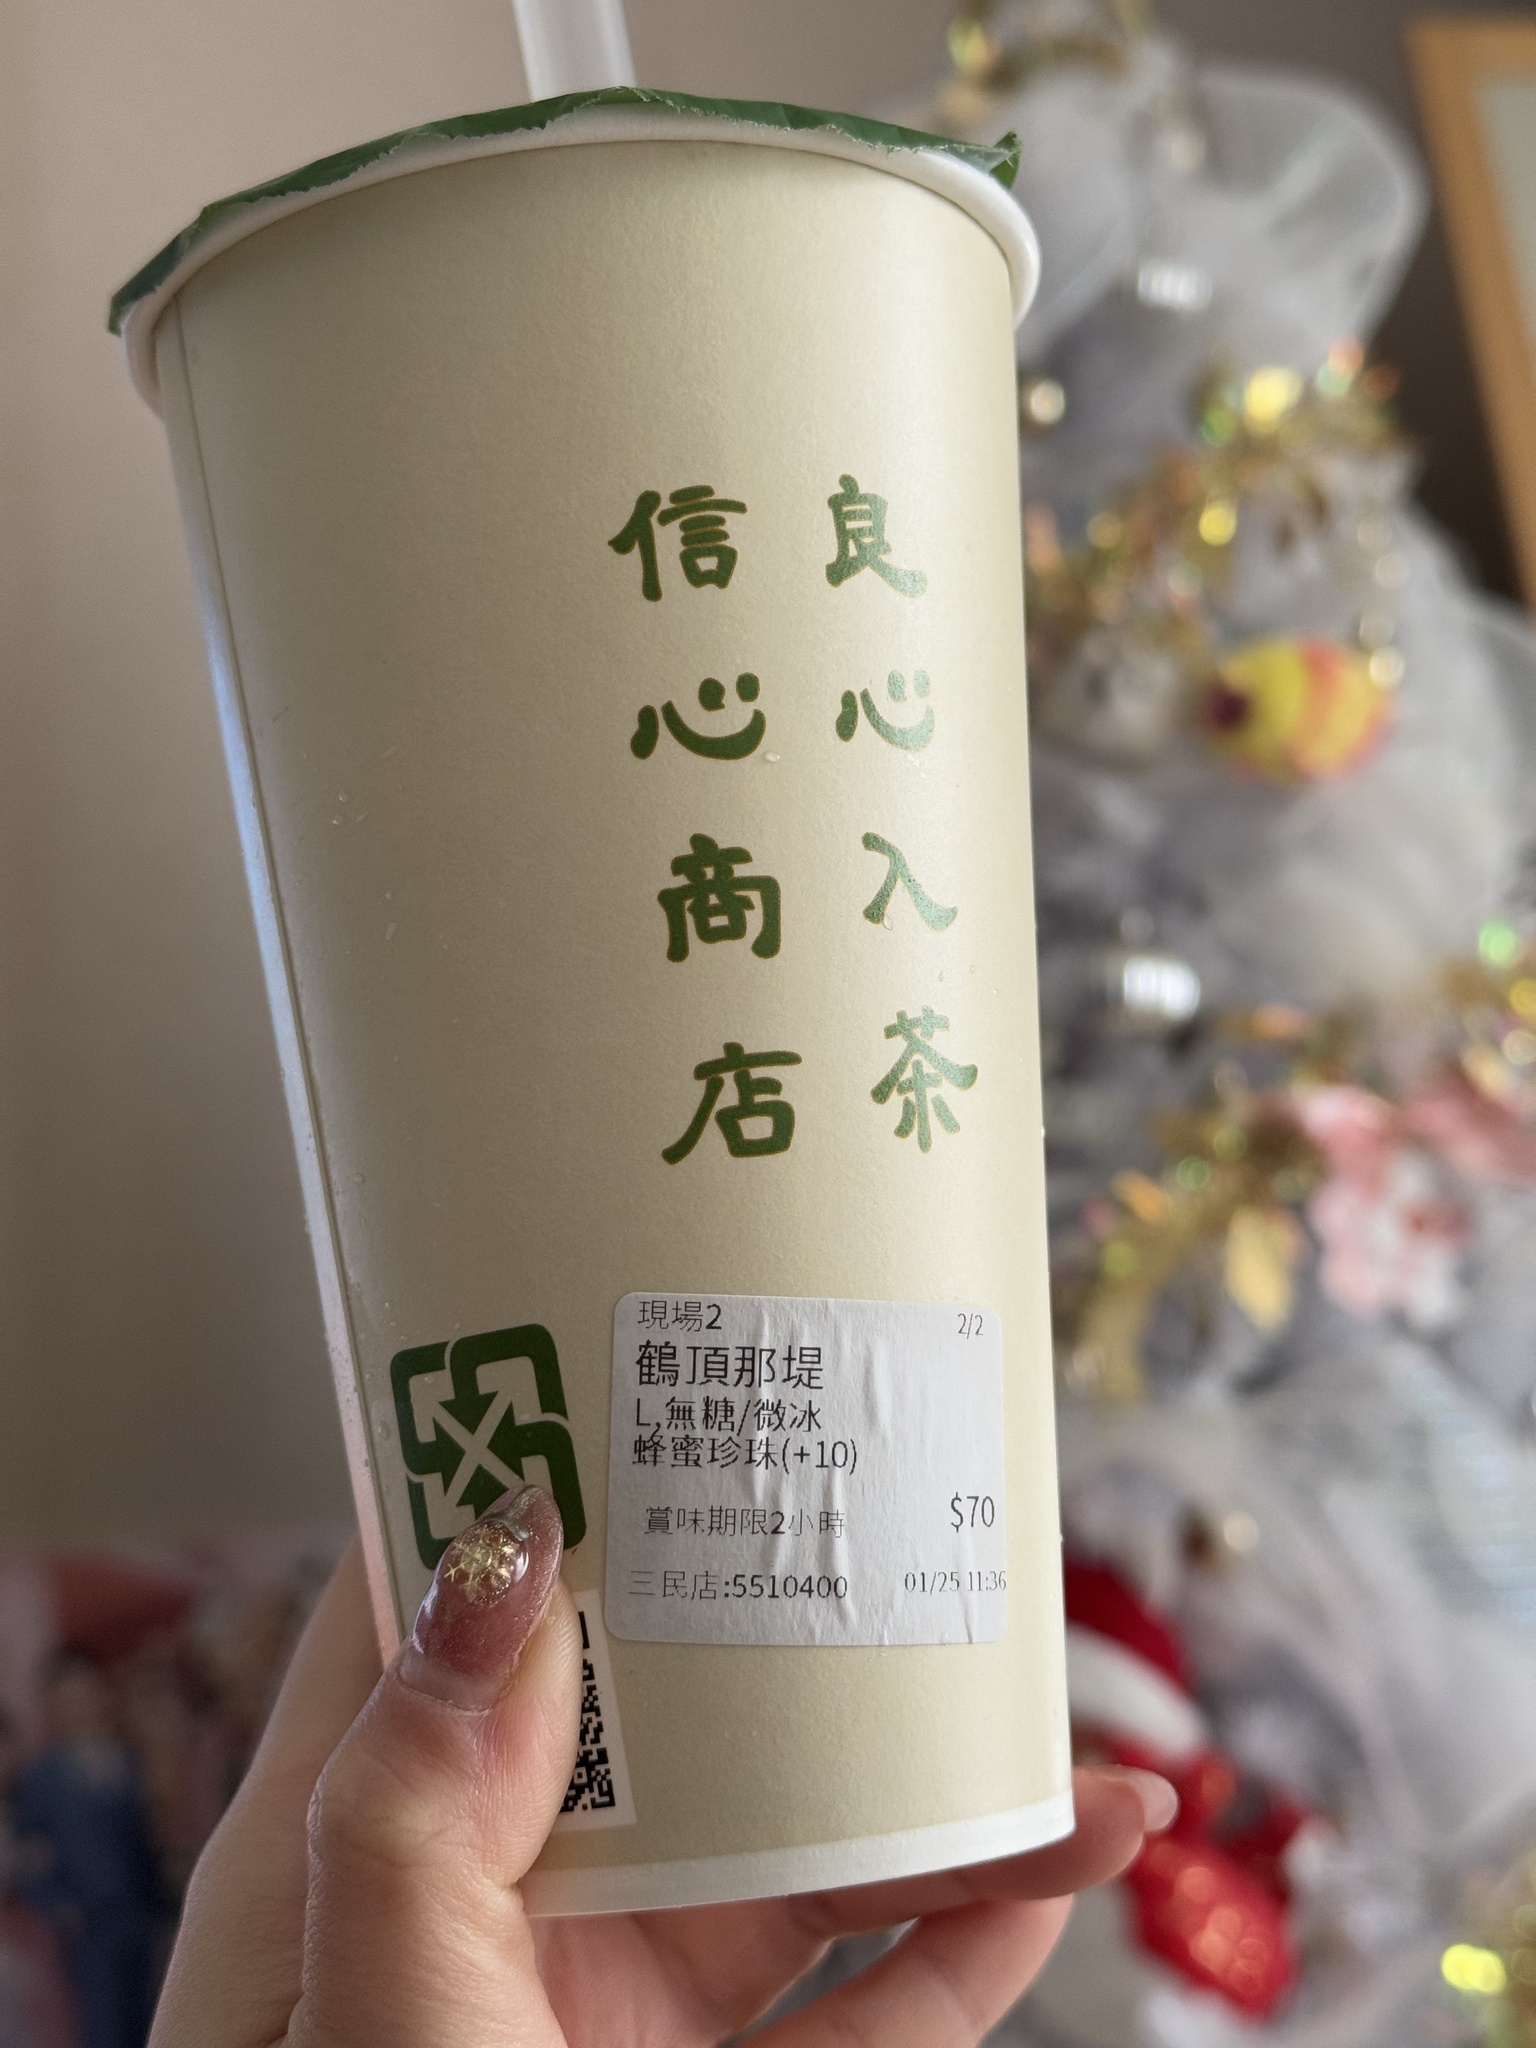 良心入茶
信心商店
現場2 2/2
鶴頂那堤
L,無糖/微冰
蜂蜜珍珠(+10)
賞味期限2小時 $70
三民店:5510400 01/25 11:36